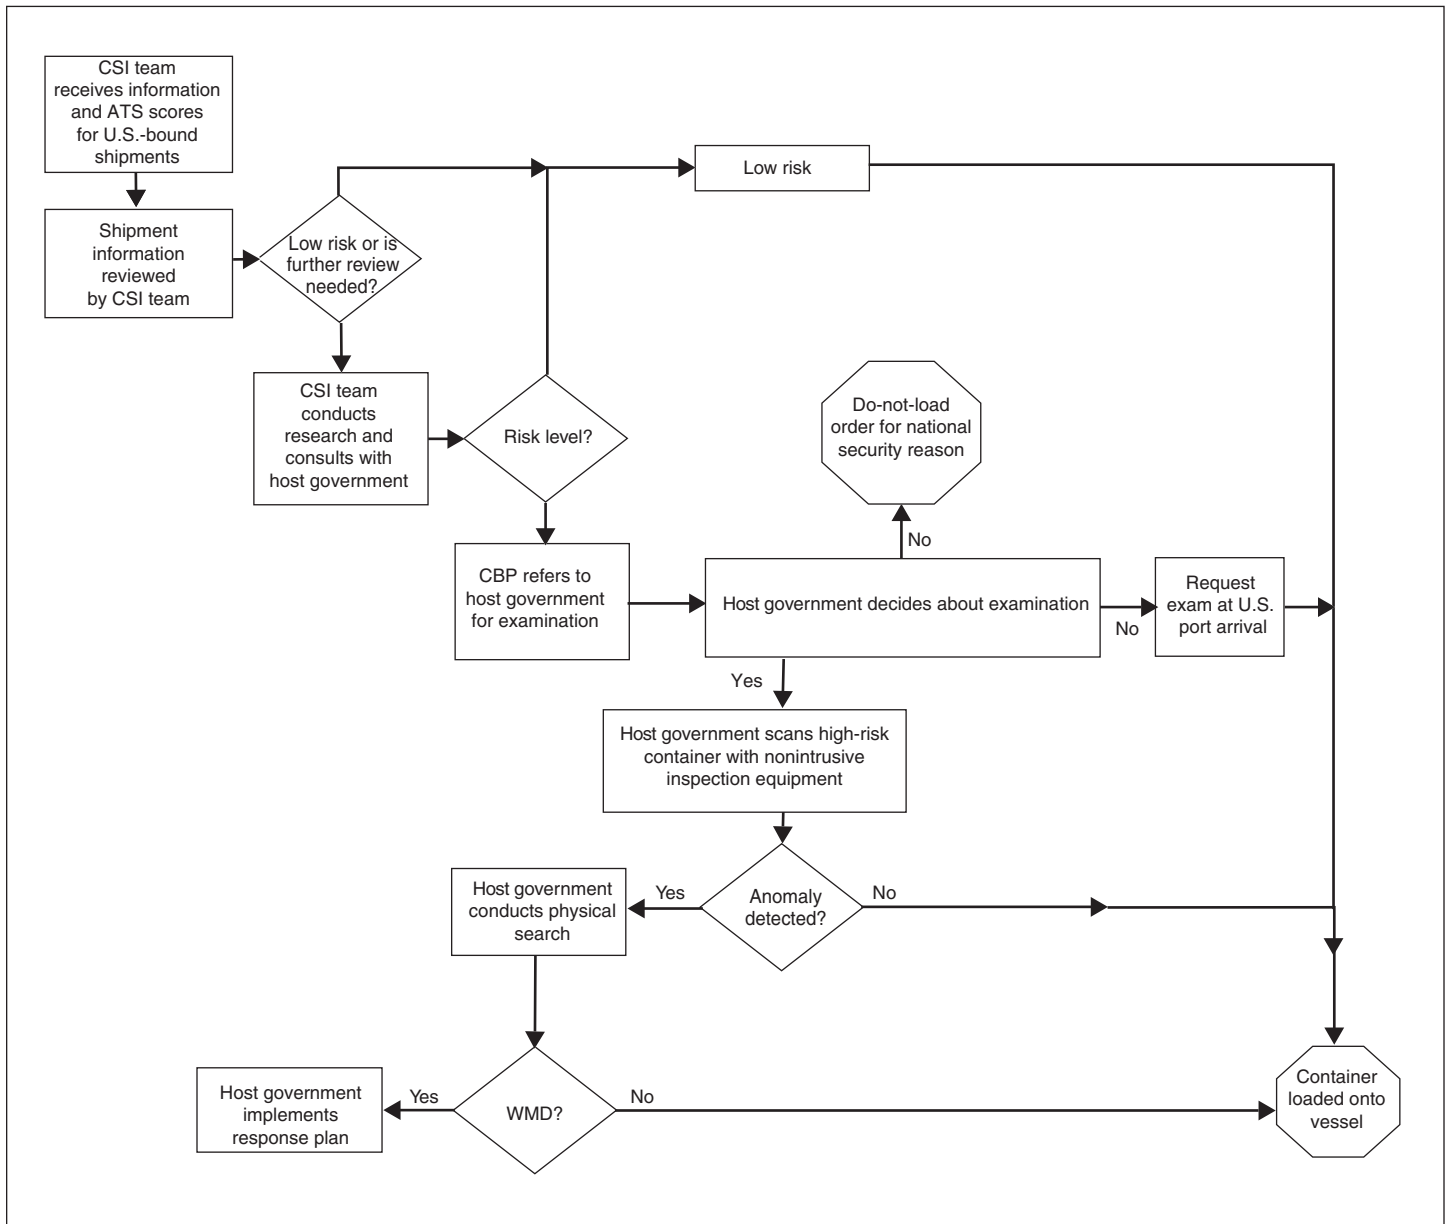 CSI team
receives information
and ATS scores
for U.S.-bound
shipments
Low risk
Shipment
information
reviewed
by CSI team
Low risk or is
further review
needed?
CSI team
conducts
research and
consults with
host government
Risk level?
Do-not-load
order for national
security reason
No
CBP refers to
host government
for examination
Host government decides about examination
No
Request
exam at U.S.
port arrival
Yes
Host government scans high-risk
container with nonintrusive
inspection equipment
Host government
conducts physical
search
Yes
Anomaly
detected?
No
Host government
implements
response plan
Yes
WMD?
No
Container
loaded onto
vessel